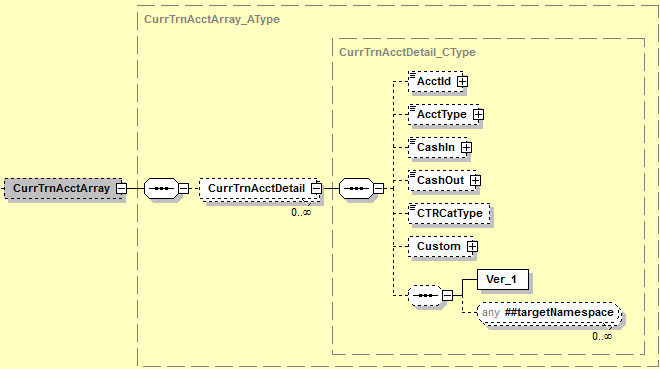 CurrTrnAcctArray_AType
CurrTrnAcctDetail_CType
AcctId
AcctType
CashIn
CurrTrnAcctArray
CurrTrnAcctDetail
0..∞
CashOut
CTRCatType
Custom
Ver_1
any ##targetNamespace
0..∞